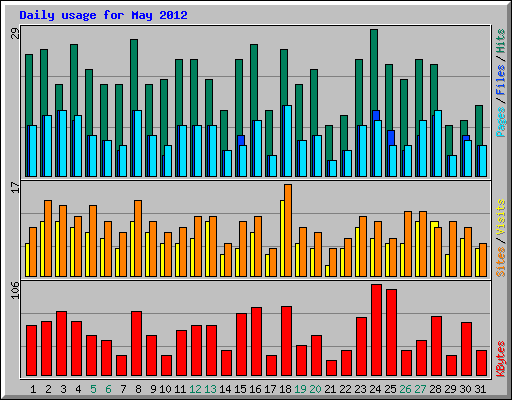 Daily usage for May 2012
29
Pages / Files / Hits
17
Sites / Visits
106
KBytes
1 2 3 4 5 6 7 8 9 10 11 12 13 14 15 16 17 18 19 20 21 22 23 24 25 26 27 28 29 30 31